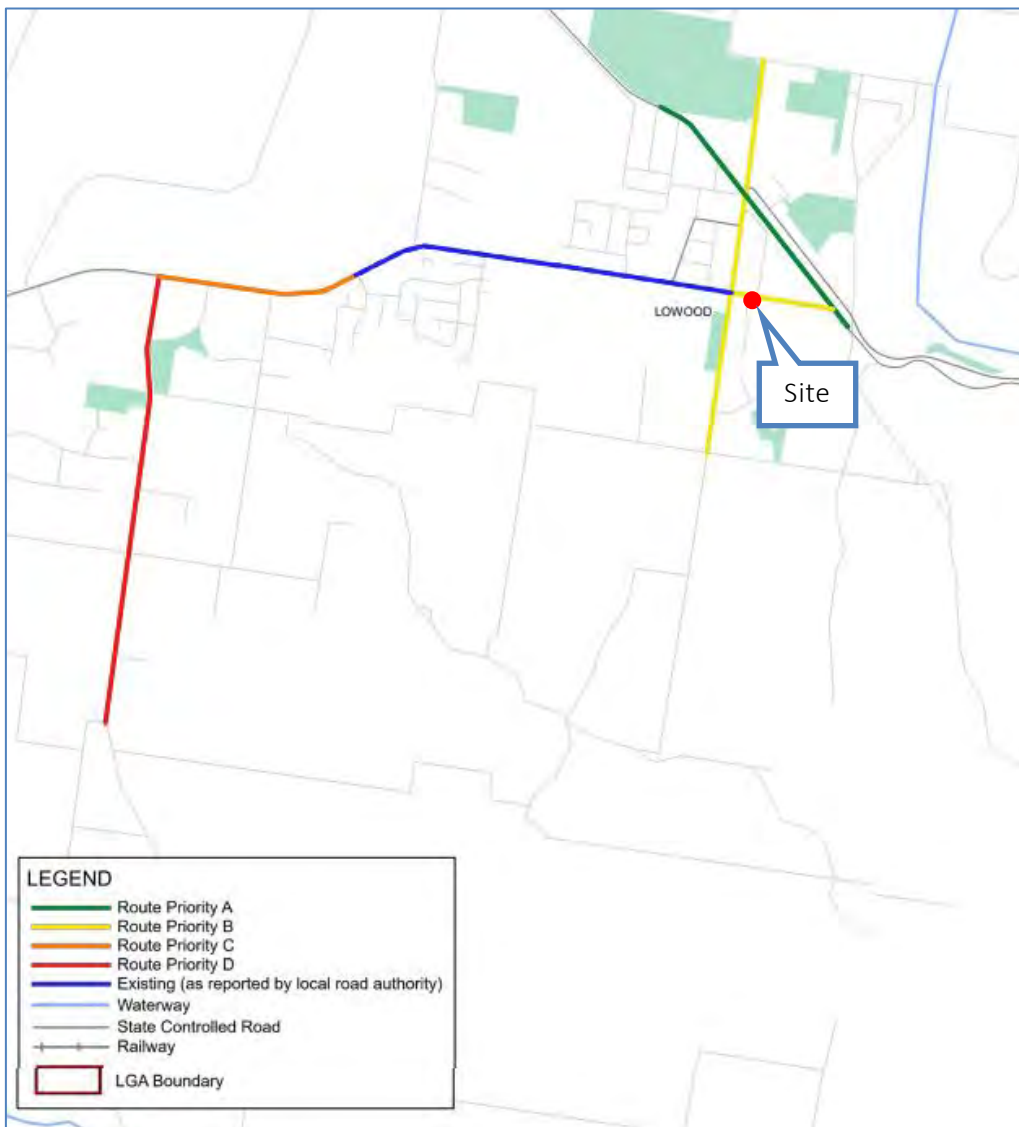 LOWOOD
Site
LEGEND
Route Priority A
Route Priority B
Route Priority C
Route Priority D
Existing (as reported by local road authority)
Waterway
State Controlled Road
Railway
LGA Boundary